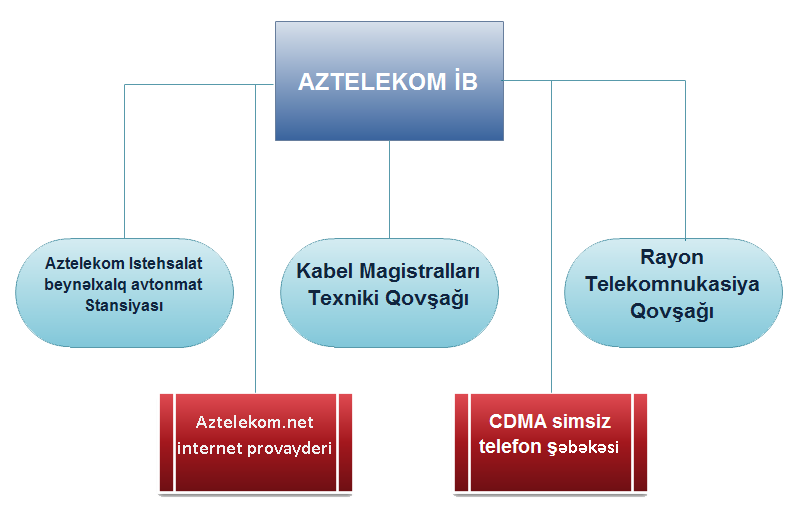 AZTELEKOM İB
Aztelekom Istehsalat
beynəlxalq avtonmat
Stansiyası
Kabel Magistralları
Texniki Qovşağı
Rayon
Telekomnukasiya
Qovşağı
Aztelekom.net
internet provayderi
CDMA simsiz
telefon şəbəkəsi